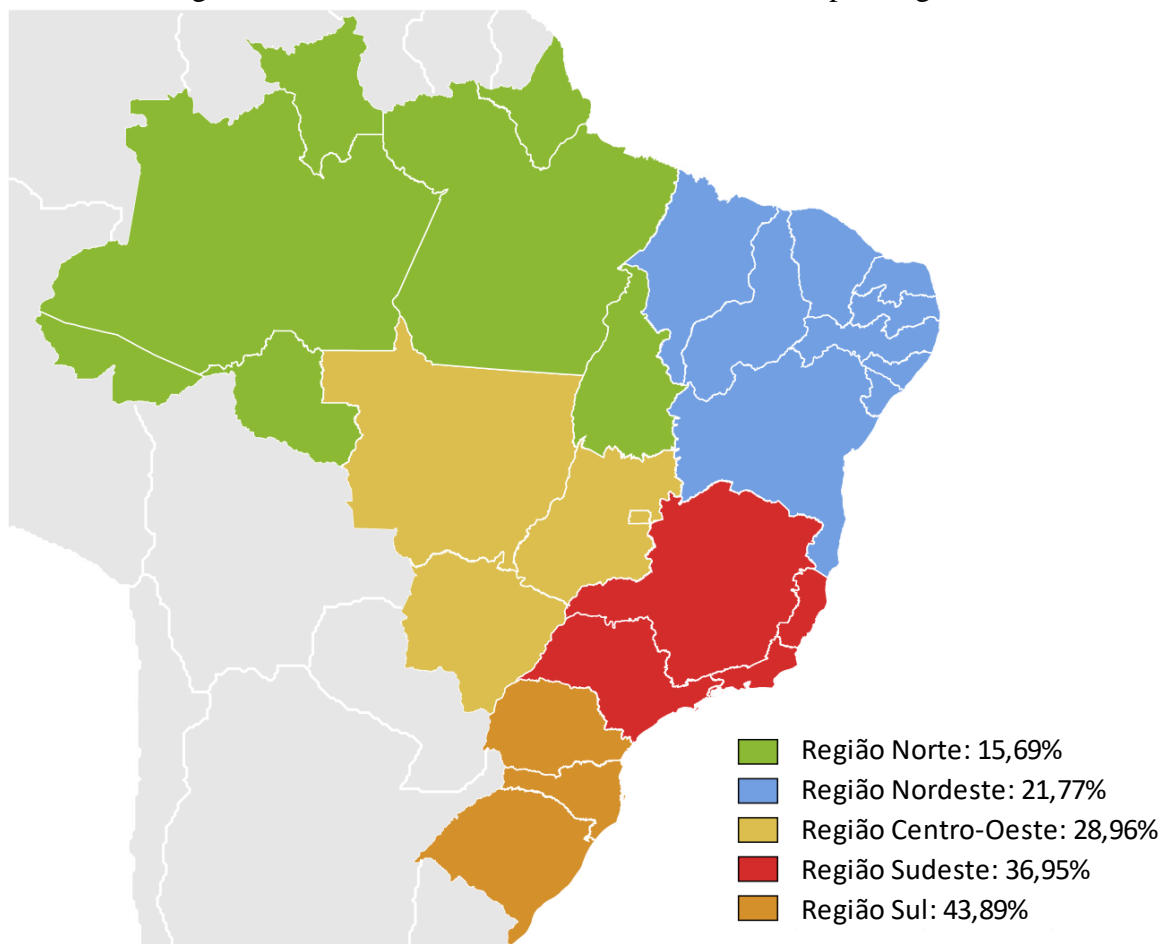 Região Norte: 15,69%
Região Nordeste: 21,77%
Região Centro-Oeste: 28,96%
Região Sudeste: 36,95%
Região Sul: 43,89%